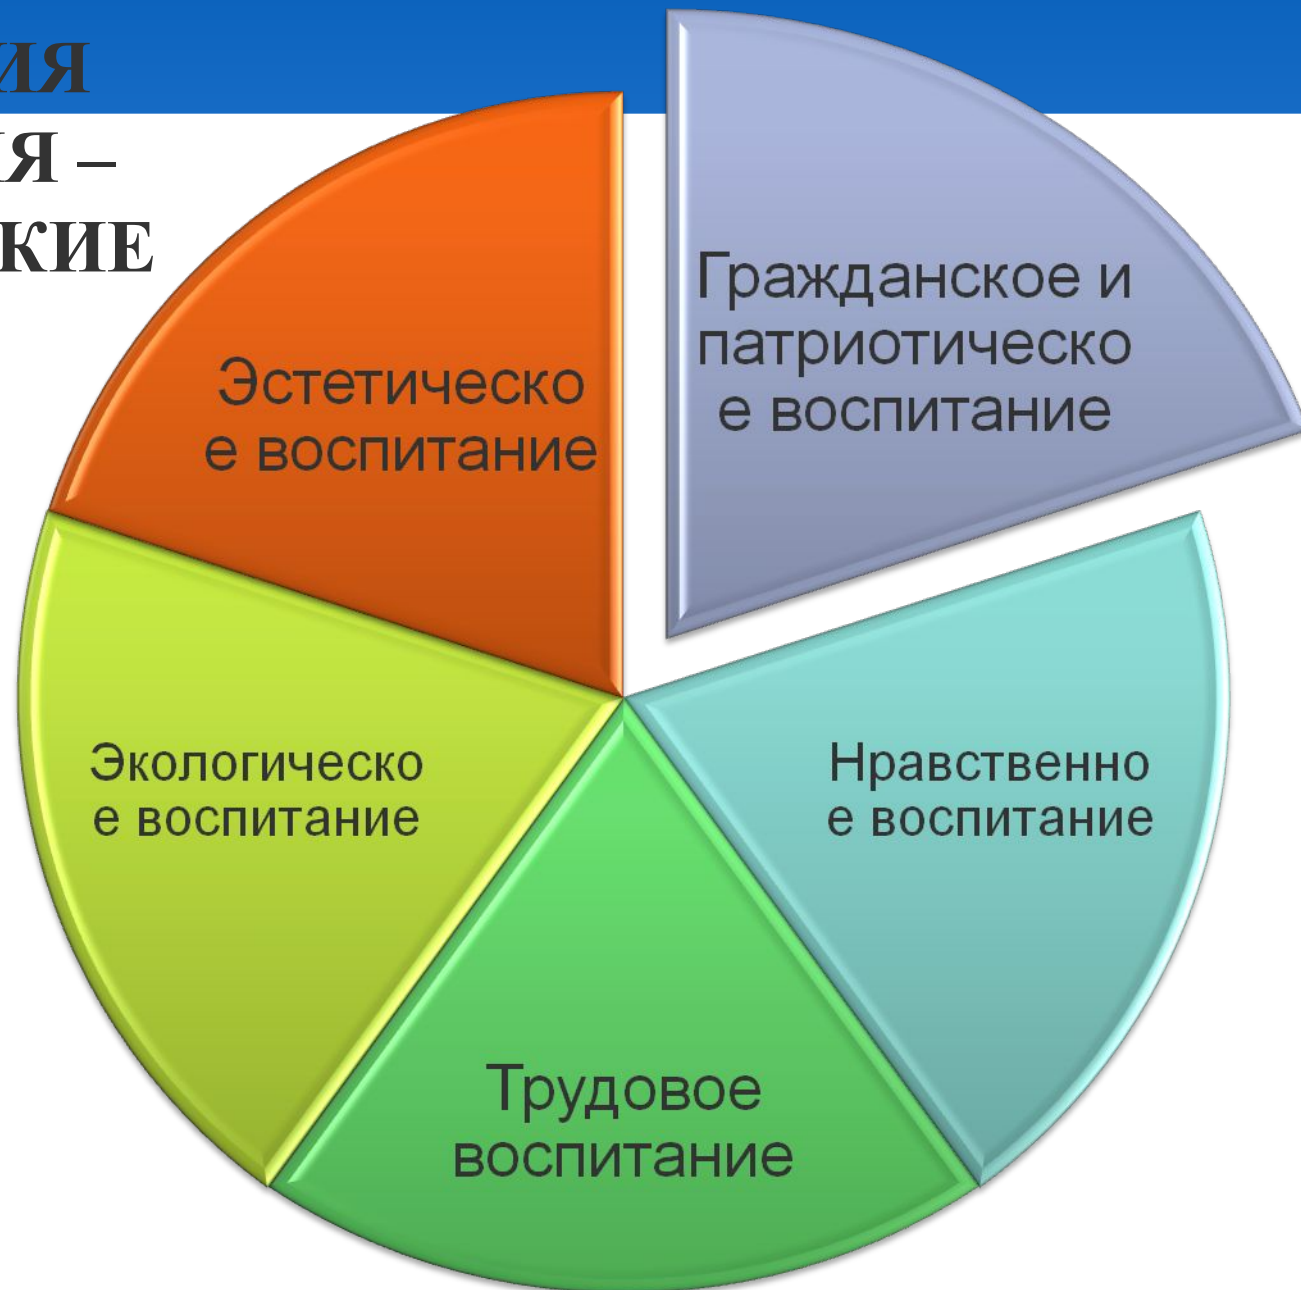 ИЯ
ИЯ –
КИЕ
Гражданское и
патриотическо
е воспитание
Нравственно
е воспитание
Трудовое
воспитание
Экологическо
е воспитание
Эстетическо
е воспитание